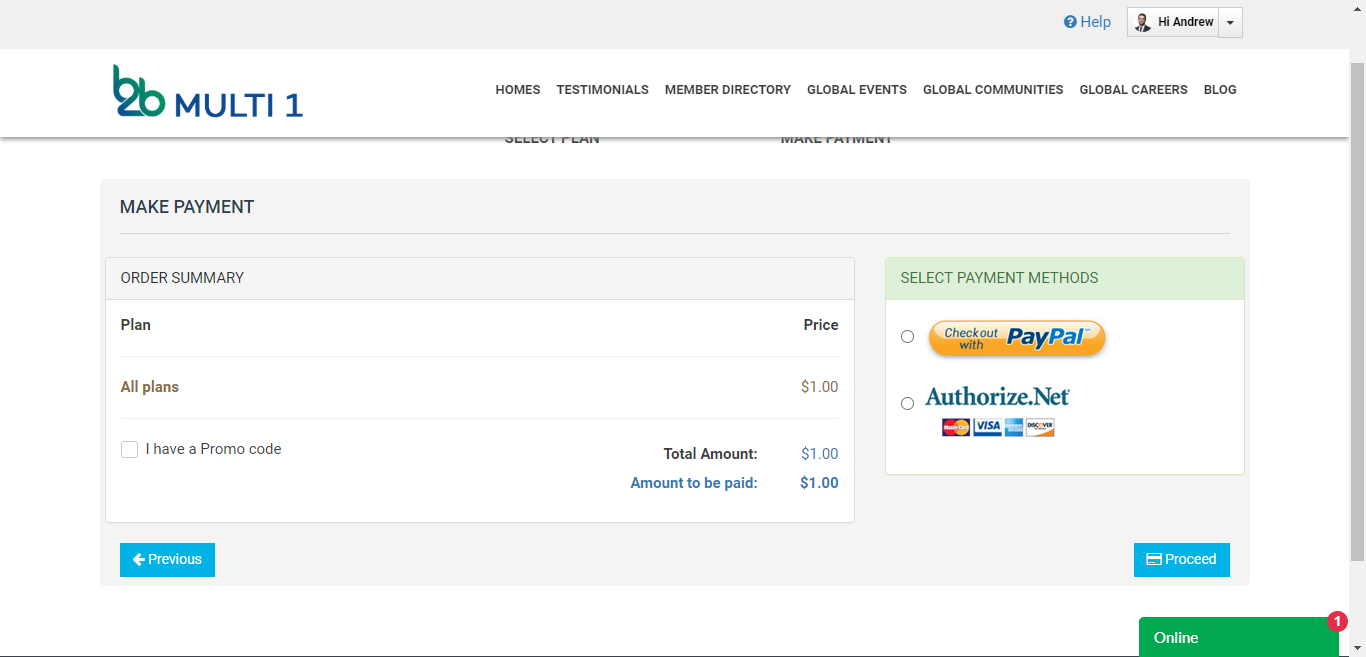 Help
Hi Andrew
b2b MULTI 1
HOMES TESTIMONIALS MEMBER DIRECTORY GLOBAL EVENTS GLOBAL COMMUNITIES GLOBAL CAREERS BLOG
SELECT PLAN MAKE PAYMENT
MAKE PAYMENT
ORDER SUMMARY
Plan Price
All plans $1.00
I have a Promo code
Total Amount: $1.00
Amount to be paid: $1.00
SELECT PAYMENT METHODS
Checkout with PayPal
Authorize.Net
MasterCard VISA DISCOVER
Previous
Proceed
Online 1